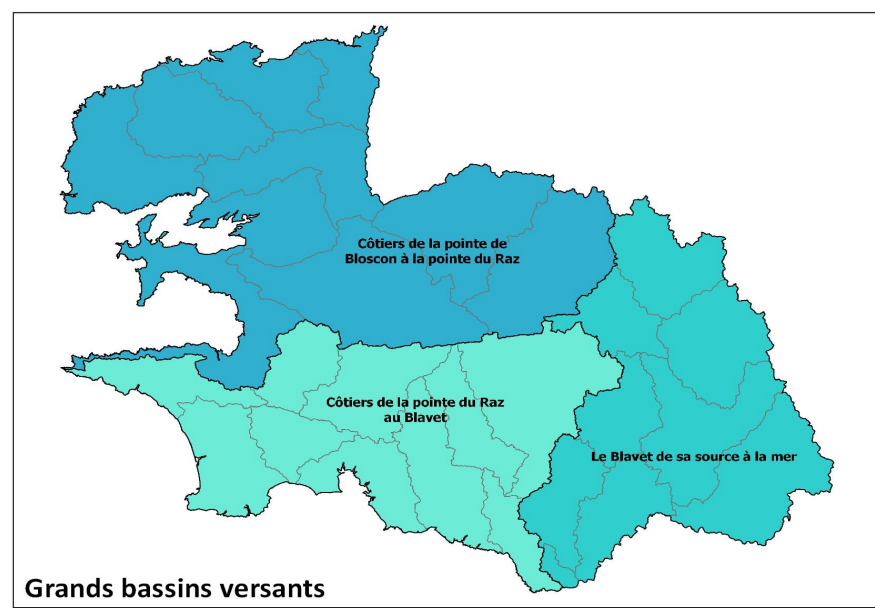 Côtiers de la pointe de
Bloscon à la pointe du Raz
Côtiers de la pointe du Raz
au Blavet
Le Blavet de sa source à la mer
Grands bassins versants